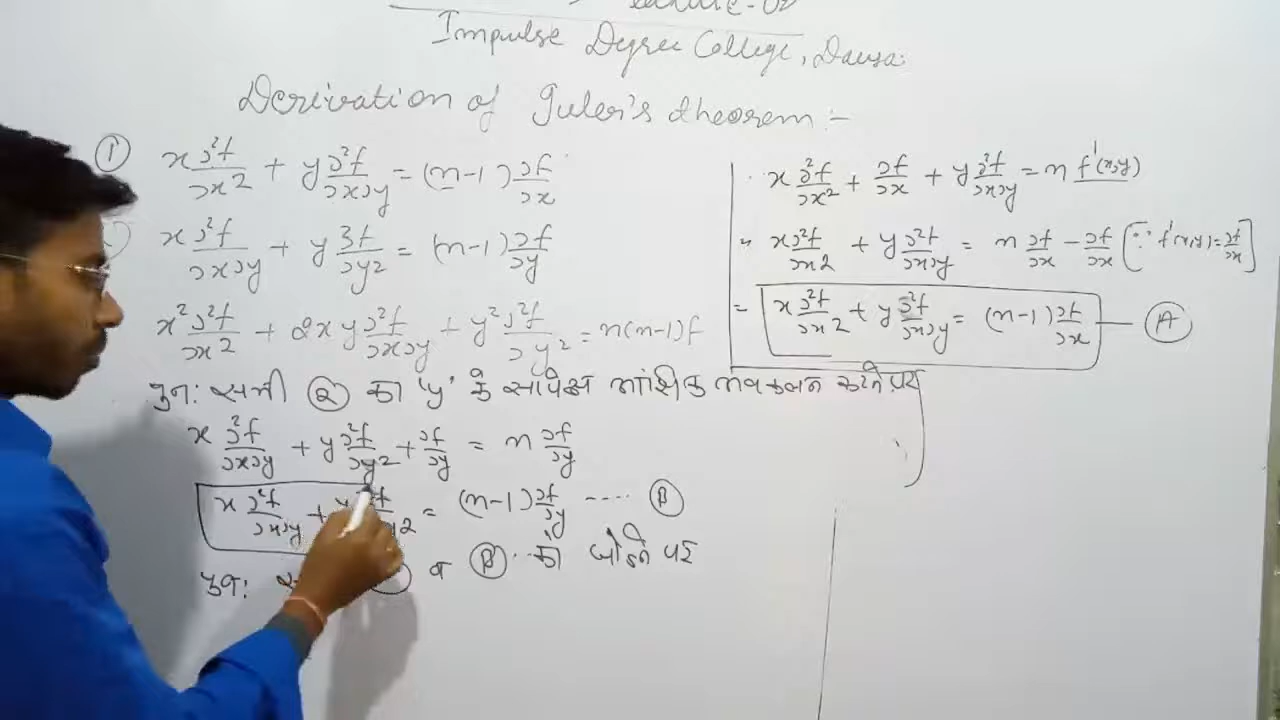 Impulse Degree College, Dausa.
Derivation of Euler's theorem :-
① x ∂²f/∂x² + y ∂²f/∂x∂y = (n-1) ∂f/∂x
x ∂²f/∂x∂y + y ∂²f/∂y² = (n-1) ∂f/∂y
x² ∂²f/∂x² + 2xy ∂²f/∂x∂y + y² ∂²f/∂y² = n(n-1)f
x ∂²f/∂x² + ∂f/∂x + y ∂²f/∂x∂y = n f'(x,y)
x ∂²f/∂x² + y ∂²f/∂x∂y = n ∂f/∂x - ∂f/∂x [∵ f'(x,y) = ∂f/∂x]
= x ∂²f/∂x² + y ∂²f/∂x∂y = (n-1) ∂f/∂x — Ⓐ
पुनः समी ② का 'y' के सापेक्ष आंशिक अवकलन करने पर
x ∂²f/∂x∂y + y ∂²f/∂y² + ∂f/∂y = n ∂f/∂y
x ∂²f/∂x∂y + = (n-1) ∂f/∂y ---- Ⓑ
पुनः व Ⓑ को जोड़ने पर